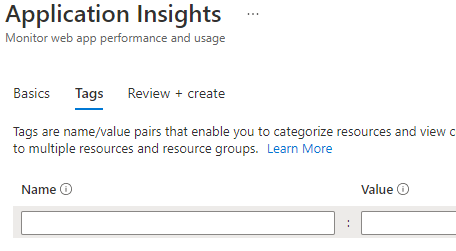 Application Insights ...
Monitor web app performance and usage
Basics Tags Review + create
Tags are name/value pairs that enable you to categorize resources and view
to multiple resources and resource groups. Learn More
Name Value
: